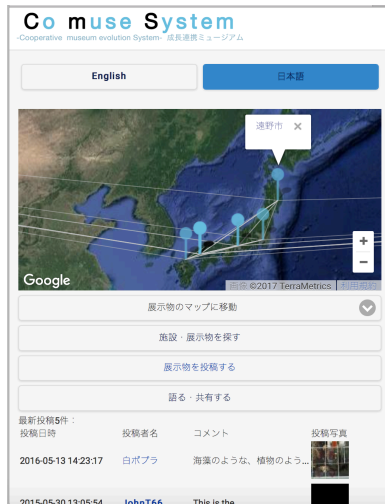 Co muse System
-Cooperative museum evolution System- 成長連携ミュージアム
English 日本語
遠野市 ×
Google
画像 ©2017 TerraMetrics 利用規約
展示物のマップに移動
施設・展示物を探す
展示物を投稿する
語る・共有する
最新投稿5件：
投稿日時 投稿者名 コメント 投稿写真
2016-05-13 14:23:17 白ポプラ 海藻のような、植物のよう...
2015-05-30 13:05:54 JohnT66 This is the